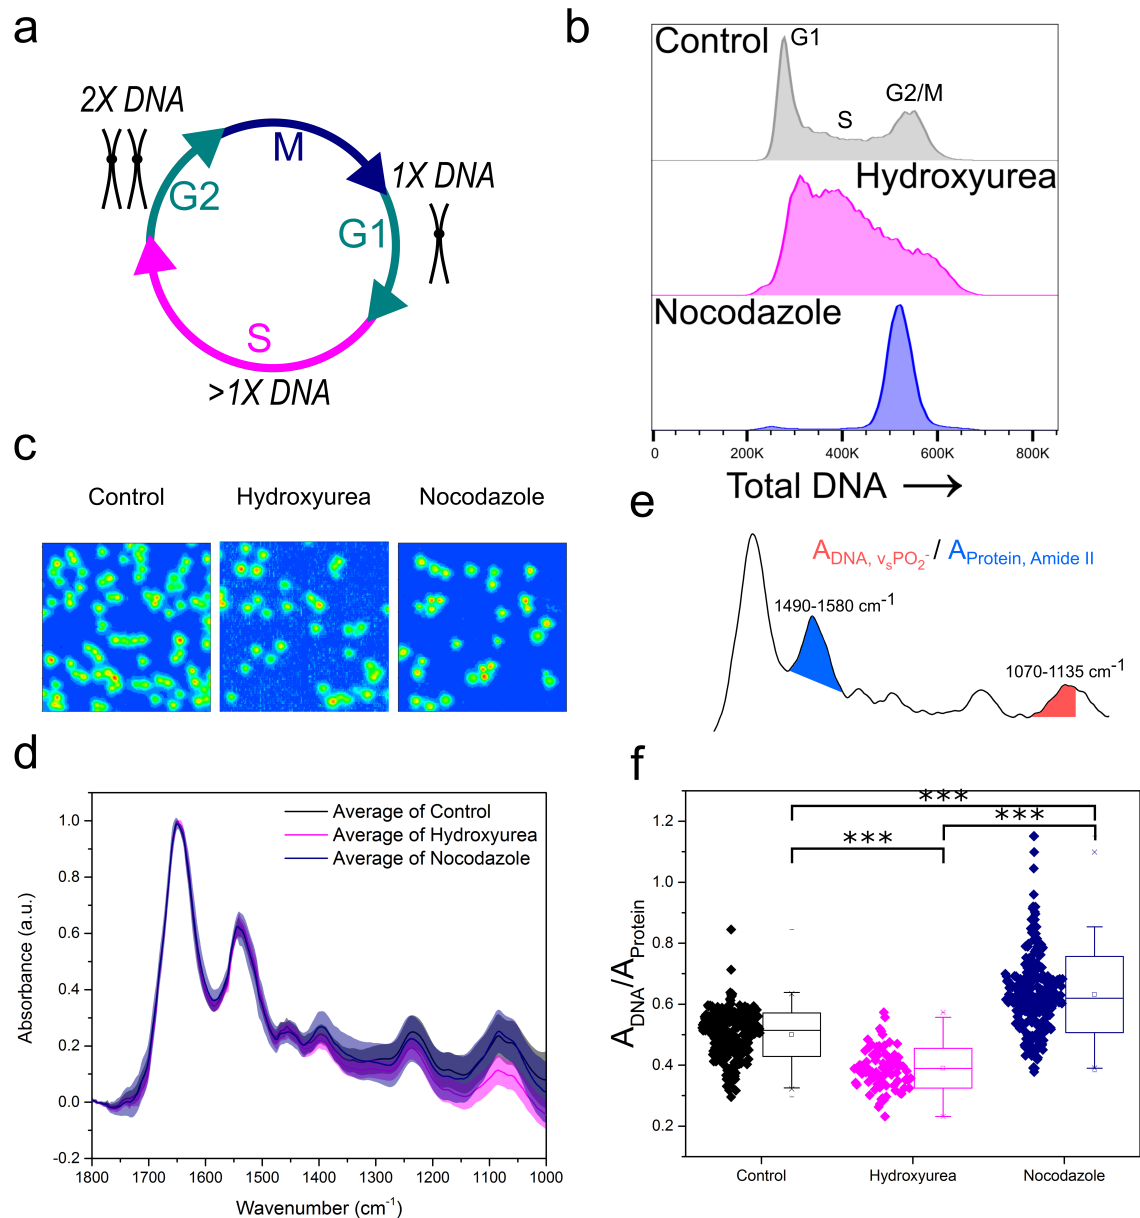 a
2X DNA
M
1X DNA
G2
G1
S
>1X DNA
b
Control
G1
S
G2/M
Hydroxyurea
Nocodazole
0 200K 400K 600K 800K
Total DNA →
c
Control Hydroxyurea Nocodazole
d
1.0
0.8
0.6
0.4
0.2
0.0
-0.2
Absorbance (a.u.)
Average of Control
Average of Hydroxyurea
Average of Nocodazole
1800 1700 1600 1500 1400 1300 1200 1100 1000
Wavenumber (cm⁻¹)
e
A_DNA, vₛPO₂⁻ / A_Protein, Amide II
1490-1580 cm⁻¹
1070-1135 cm⁻¹
f
***
***
***
1.2
1.0
0.8
0.6
0.4
0.2
A_DNA/A_Protein
Control Hydroxyurea Nocodazole